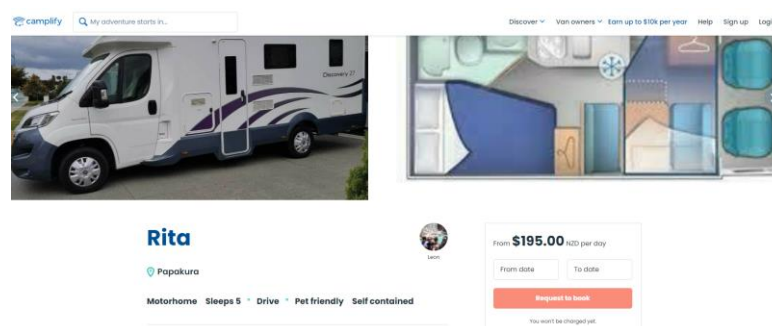 camplify
My adventure starts in...
Discover
Van owners
Earn up to $10k per year
Help
Sign up
Logi
Discovery 27
Rita
Papakura
Motorhome Sleeps 5 Drive Pet friendly Self contained
From $195.00 NZD per day
From date
To date
Request to book
You won't be charged yet